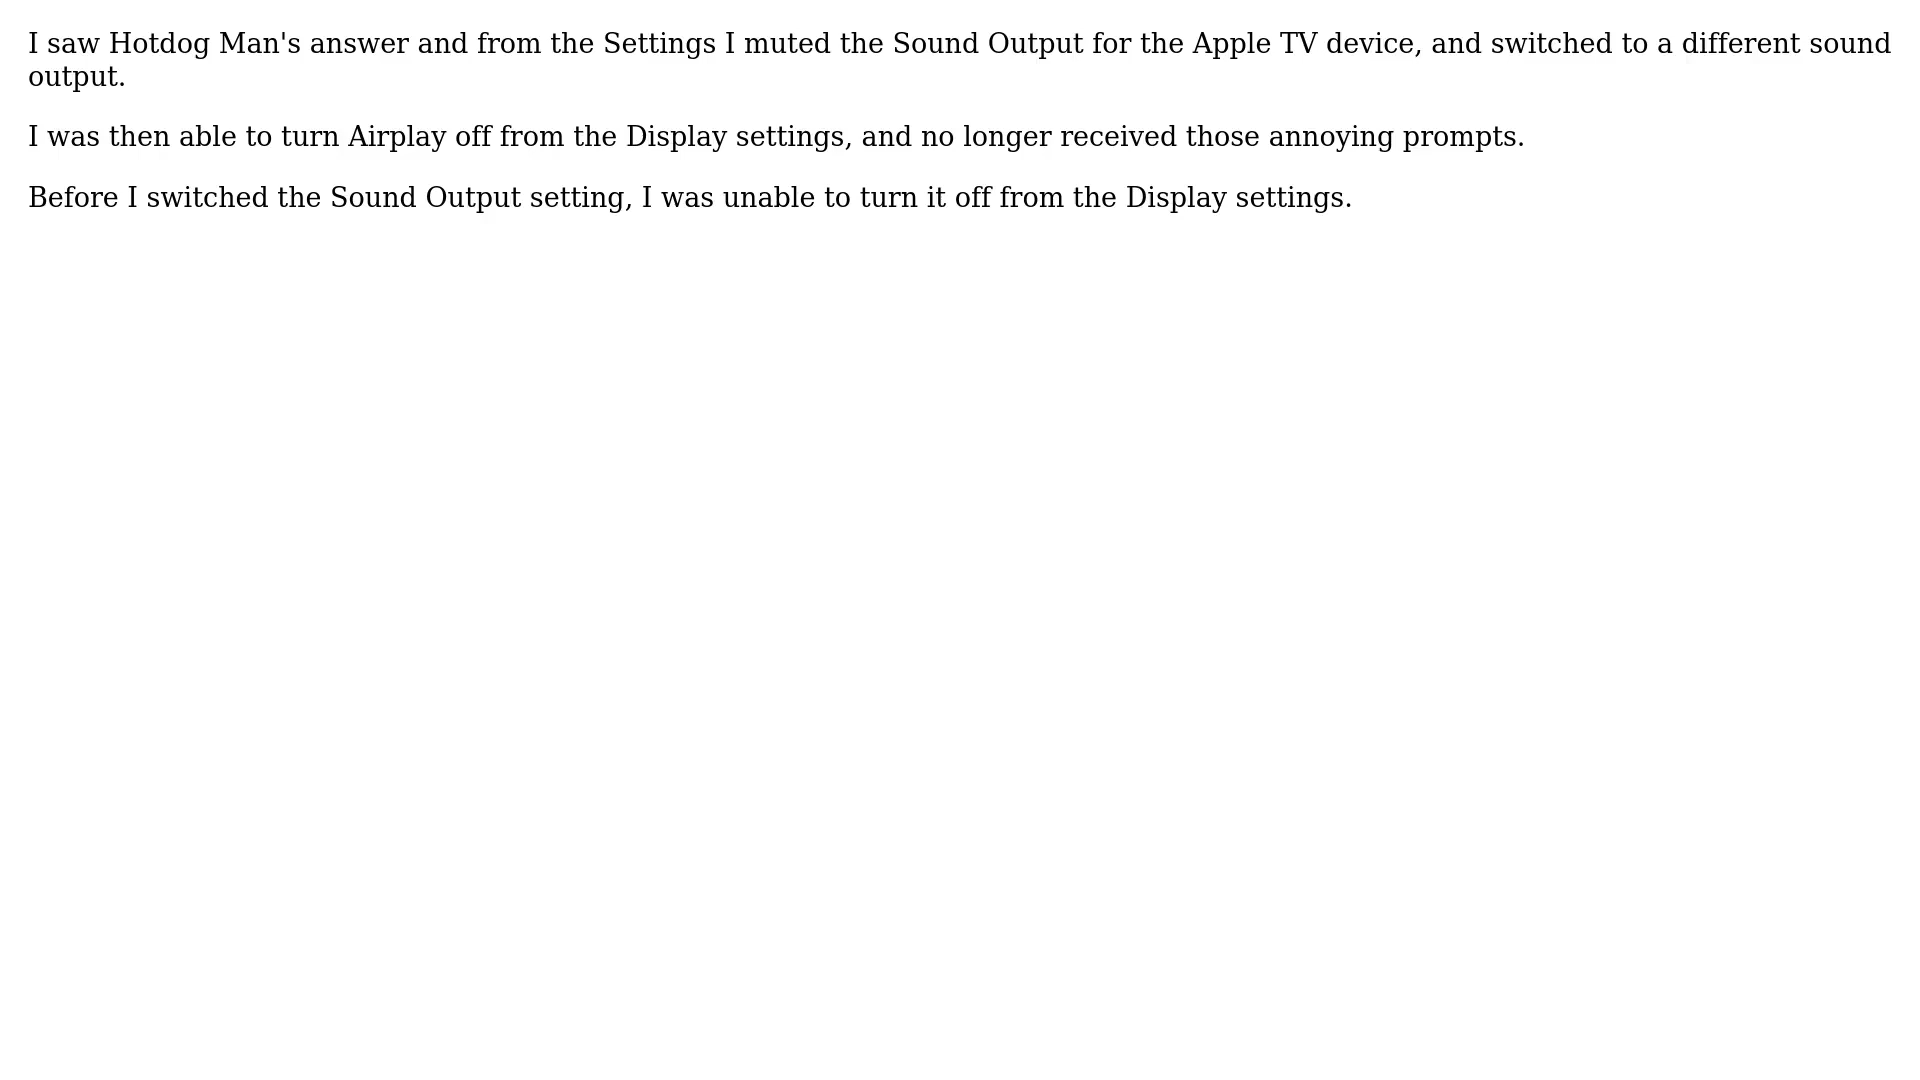 I saw Hotdog Man's answer and from the Settings I muted the Sound Output for the Apple TV device, and switched to a different sound
output.
I was then able to turn Airplay off from the Display settings, and no longer received those annoying prompts.
Before I switched the Sound Output setting, I was unable to turn it off from the Display settings.